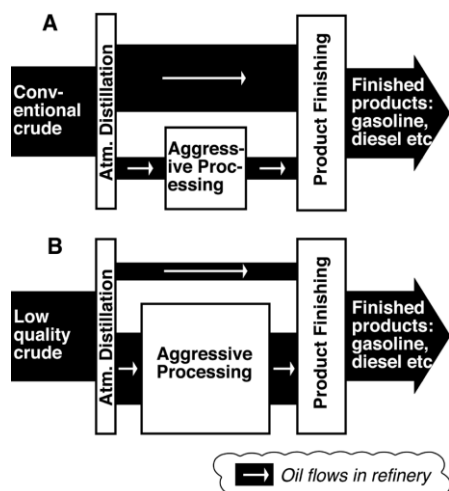 A
Conv-
entional
crude
Atm. Distillation
Aggress-
ive Proc-
essing
Product Finishing
Finished
products:
gasoline,
diesel etc
B
Low
quality
crude
Atm. Distillation
Aggressive
Processing
Product Finishing
Finished
products:
gasoline,
diesel etc
Oil flows in refinery